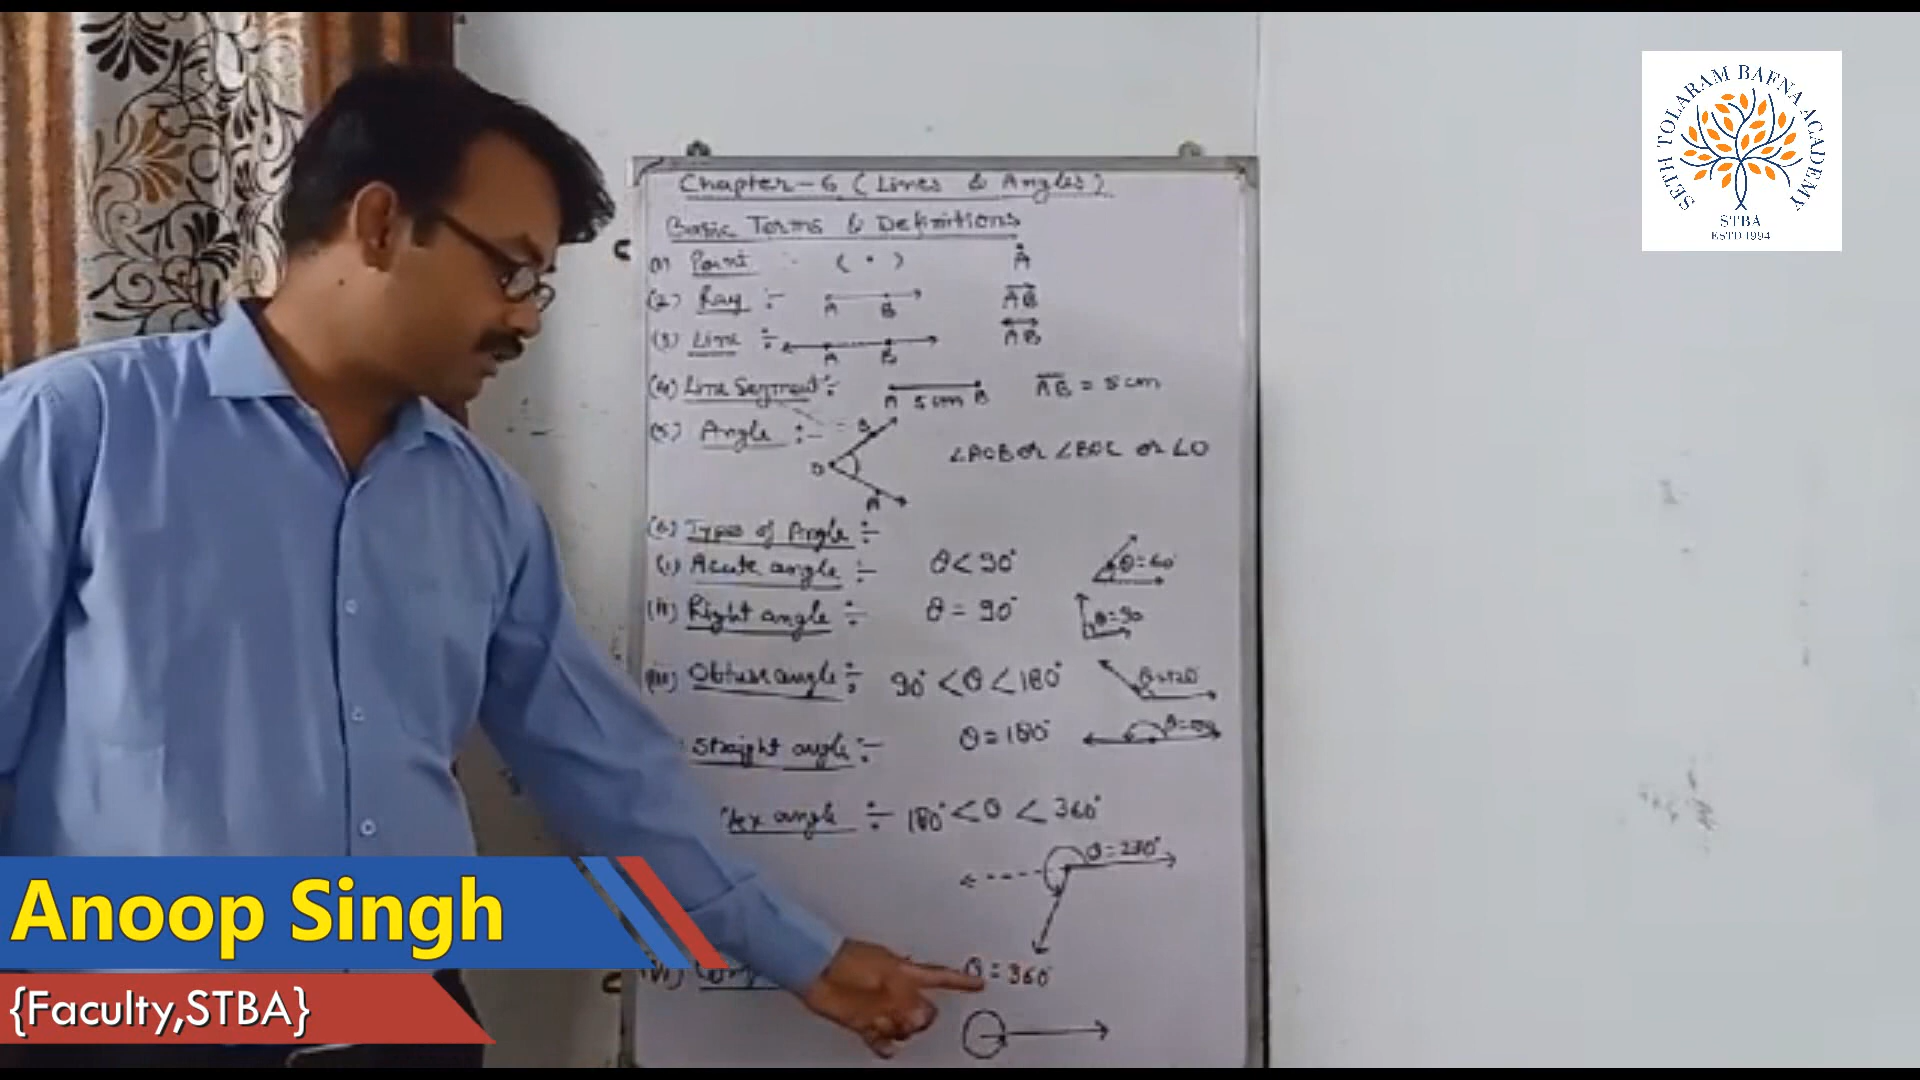 Chapter-6 (Lines & Angles)
Basic Terms & Definitions
(1) Point :- ( • ) A
(2) Ray :- A B AB
(3) Line :- A B AB
(4) Line Segment :- A 5cm B AB = 5cm
(5) Angle :- B O A ∠AOB or ∠BOC or ∠O
(6) Types of Angle :-
(i) Acute angle :- θ < 90° θ = 60°
(ii) Right angle :- θ = 90° θ = 90
(iii) Obtuse angle :- 90° < θ < 180° θ = 120°
Straight angle :- θ = 180°
lex angle :- 180° < θ < 360°
θ = 230°
(vi) θ = 360°
Anoop Singh
{Faculty,STBA}
SETH TOLARAM BAFNA ACADEMY
STBA
ESTD 1994